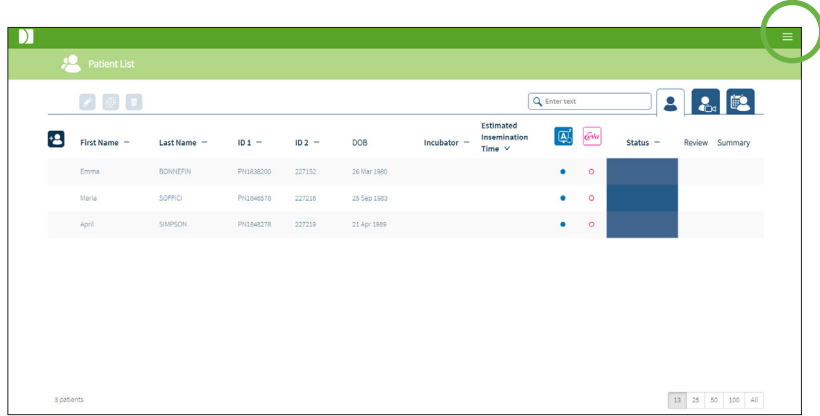 Patient List
Enter text
First Name Last Name ID 1 ID 2 DOB Incubator Estimated Insemination Time A Eeva Status Review Summary
Emma BONNEFIN PN1838200 227152 26 Mar 1980
Maria SOFFICI PN1846578 227216 25 Sep 1983
April SIMPSON PN1848278 227219 21 Apr 1989
3 patients 13 25 50 100 All